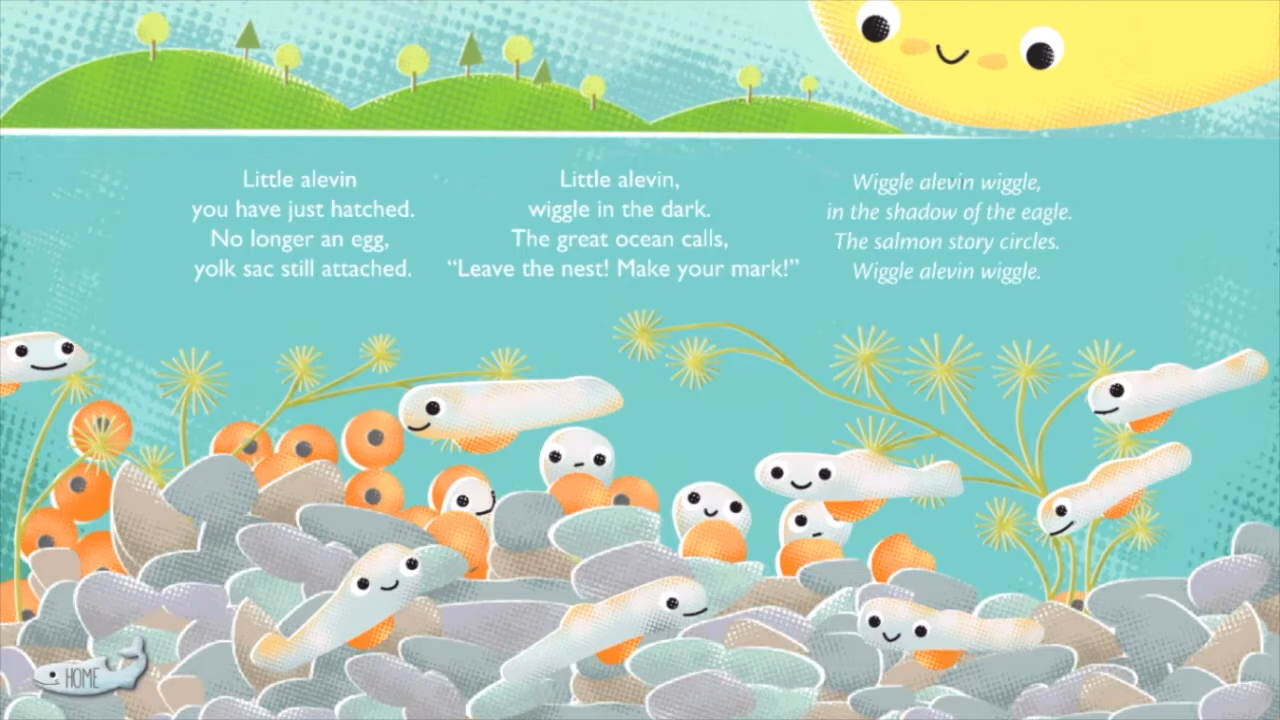 Little alevin
you have just hatched.
No longer an egg,
yolk sac still attached.
Little alevin,
wiggle in the dark.
The great ocean calls,
“Leave the nest! Make your mark!”
Wiggle alevin wiggle,
in the shadow of the eagle.
The salmon story circles.
Wiggle alevin wiggle.
HOME